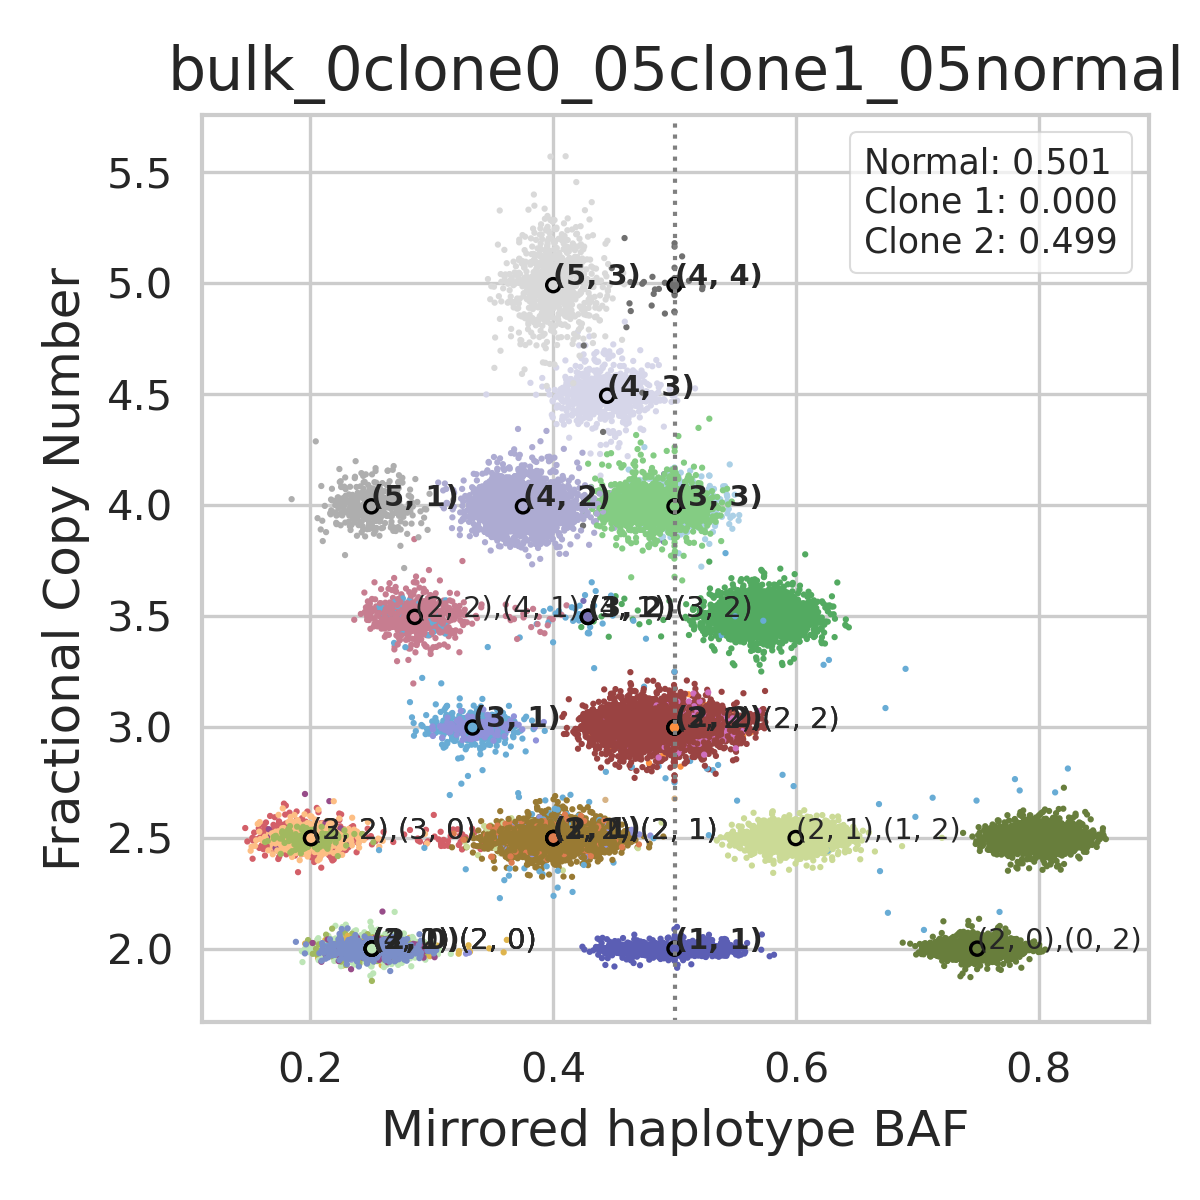 bulk_0clone0_05clone1_05normal
Normal: 0.501
Clone 1: 0.000
Clone 2: 0.499
Fractional Copy Number
5.5
5.0
4.5
4.0
3.5
3.0
2.5
2.0
(5, 3)
(4, 4)
(4, 3)
(5, 1)
(4, 2)
(3, 3)
(2, 2),(4, 1)
(3, 2)
(3, 1)
(2, 2)
,(3, 0)
(2, 1)
(2, 1),(1, 2)
(2, 0)
(1, 1)
(2, 0),(0, 2)
0.2
0.4
0.6
0.8
Mirrored haplotype BAF